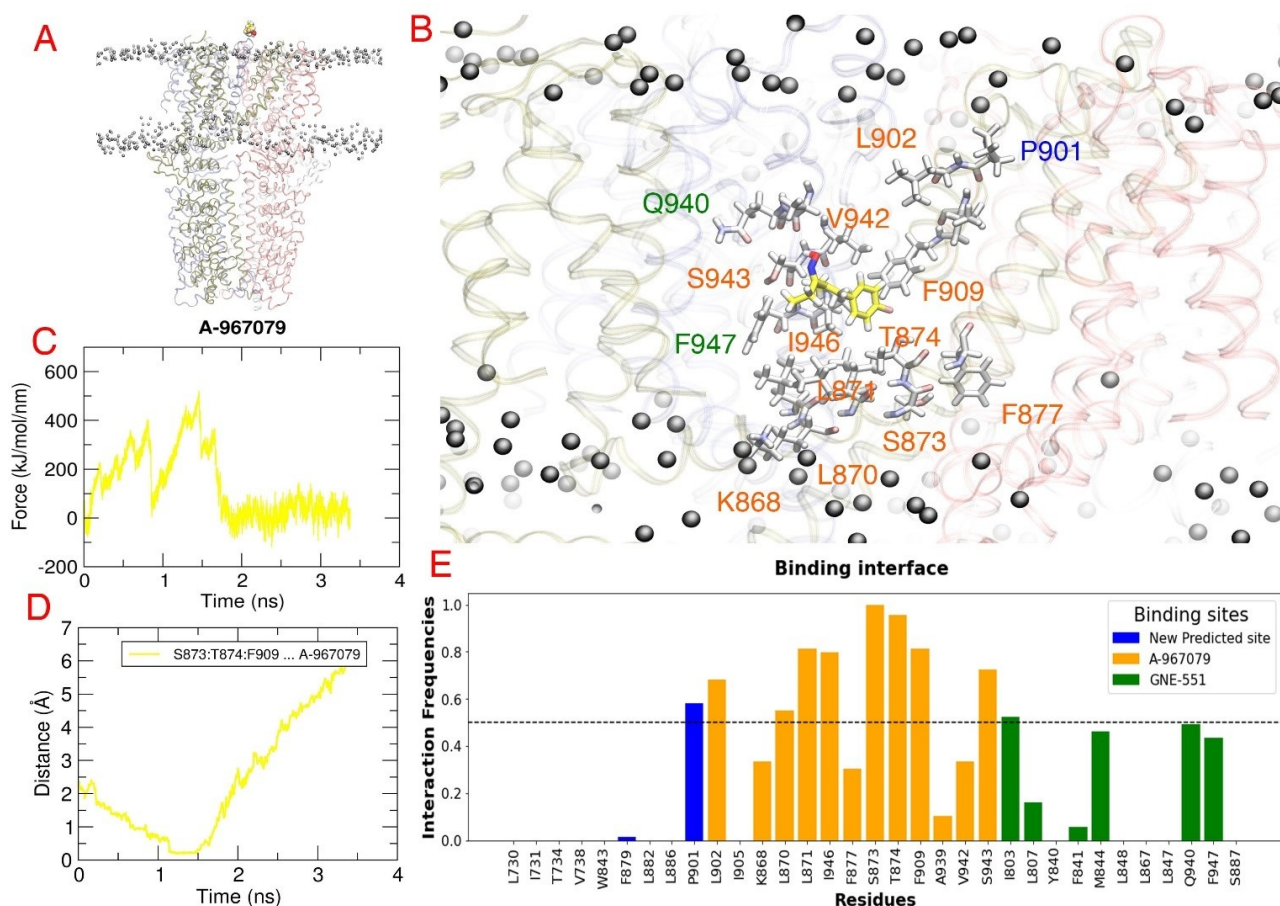 A
A-967079
B
L902
P901
Q940
V942
S943
F909
F947
I946
T874
L871
F877
S873
L870
K868
C
600
400
200
0
-200
Force (kJ/mol/nm)
0 1 2 3 4
Time (ns)
D
7
6
5
4
3
2
1
0
Distance (Å)
S873:T874:F909 ... A-967079
0 1 2 3 4
Time (ns)
E
Binding interface
1.0
0.8
0.6
0.4
0.2
0.0
Interaction Frequencies
Binding sites
New Predicted site
A-967079
GNE-551
L730 I731 T734 V738 W843 F879 L882 L886 P901 L902 I905 K868 L870 L871 I946 F877 S873 T874 F909 A939 V942 S943 I803 L807 Y840 F841 M844 L848 L867 L947 Q940 F947 S887
Residues